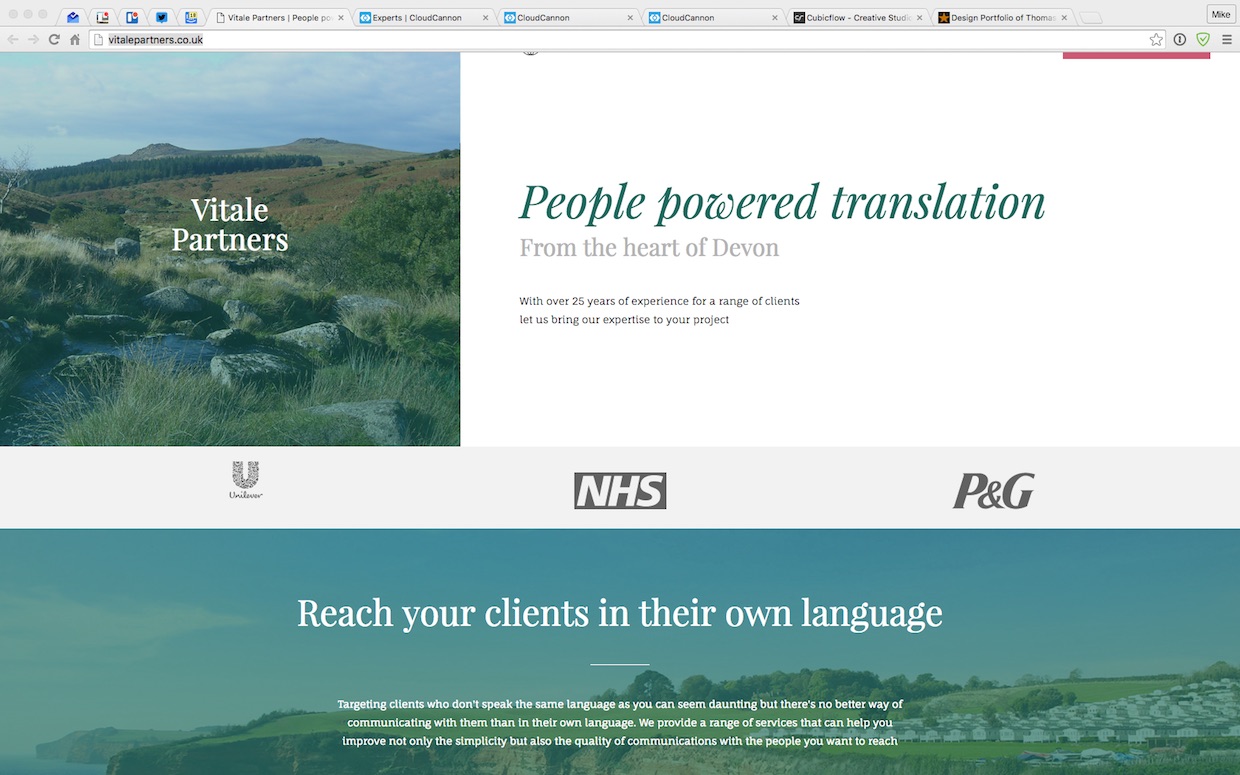 Vitale Partners | People po
Experts | CloudCannon
CloudCannon
CloudCannon
Cubicflow - Creative Studio
Design Portfolio of Thomas
Mike
vitalepartners.co.uk
Vitale
Partners
People powered translation
From the heart of Devon
With over 25 years of experience for a range of clients
let us bring our expertise to your project
Unilever
NHS
P&G
Reach your clients in their own language
Targeting clients who don't speak the same language as you can seem daunting but there's no better way of
communicating with them than in their own language. We provide a range of services that can help you
improve not only the simplicity but also the quality of communications with the people you want to reach